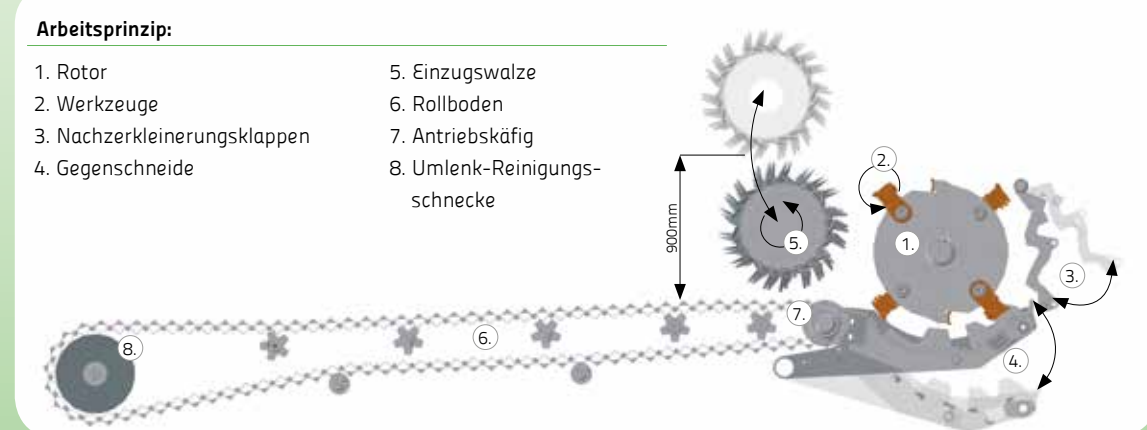 Arbeitsprinzip:
1. Rotor
2. Werkzeuge
3. Nachzerkleinerungsklappen
4. Gegenschneide
5. Einzugswalze
6. Rollboden
7. Antriebskäfig
8. Umlenk-Reinigungs-
schnecke
2.
900mm
5.
1.
3.
7.
6.
8.
4.